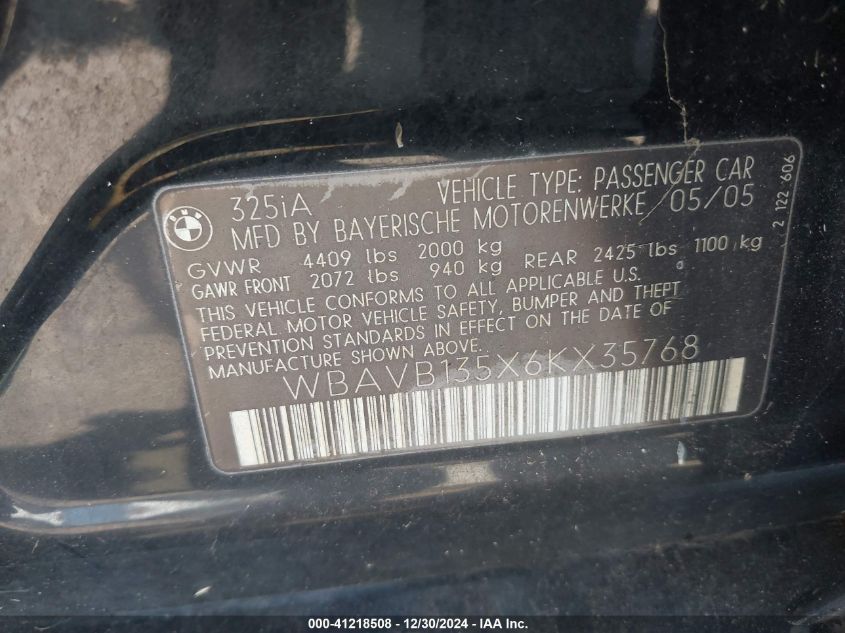 BMW
325iA VEHICLE TYPE: PASSENGER CAR
MFD BY BAYERISCHE MOTORENWERKE 05/05
GVWR 4409 lbs 2000 kg
GAWR FRONT 2072 lbs 940 kg REAR 2425 lbs 1100 kg
THIS VEHICLE CONFORMS TO ALL APPLICABLE U.S.
FEDERAL MOTOR VEHICLE SAFETY, BUMPER AND THEFT
PREVENTION STANDARDS IN EFFECT ON THE DATE OF
MANUFACTURE SHOWN ABOVE.
WBAVB135X6KX35768
2 122 606
000-41218508 - 12/30/2024 - IAA Inc.